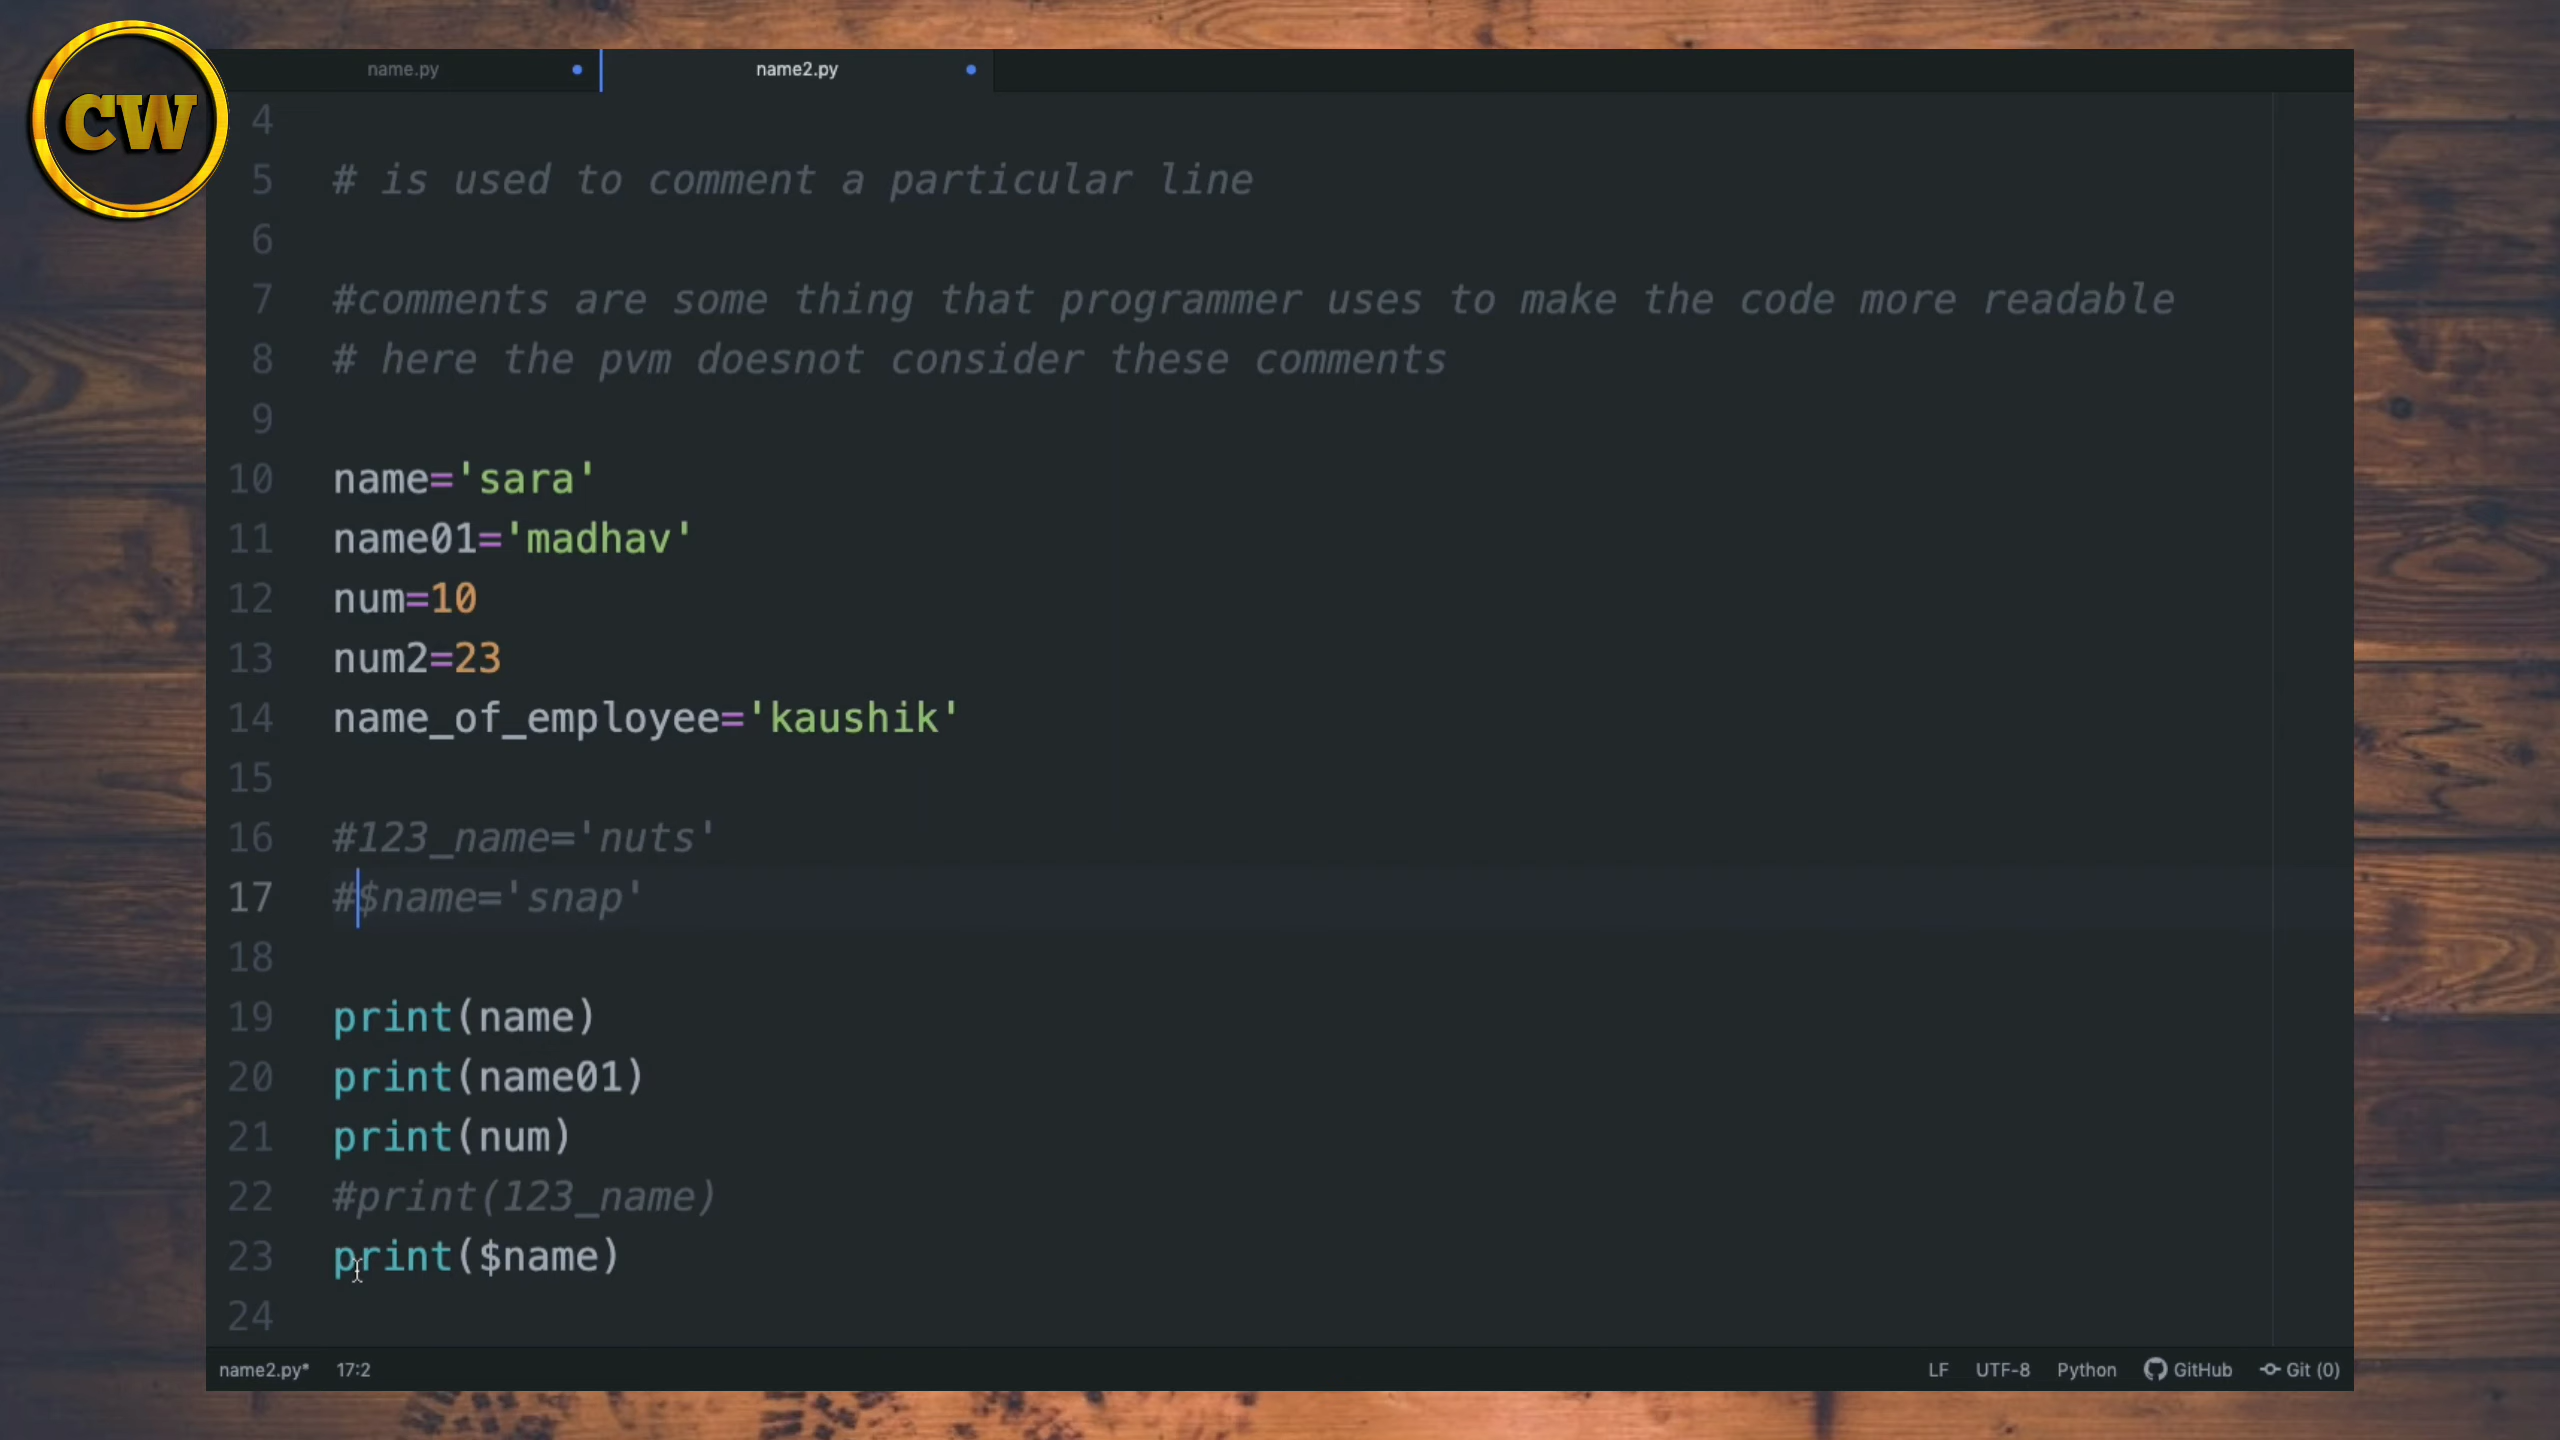 CW
name.py
name2.py
4
5 # is used to comment a particular line
6
7 #comments are some thing that programmer uses to make the code more readable
8 # here the pvm doesnot consider these comments
9
10 name='sara'
11 name01='madhav'
12 num=10
13 num2=23
14 name_of_employee='kaushik'
15
16 #123_name='nuts'
17 #$name='snap'
18
19 print(name)
20 print(name01)
21 print(num)
22 #print(123_name)
23 print($name)
24
name2.py* 17:2 LF UTF-8 Python GitHub Git (0)